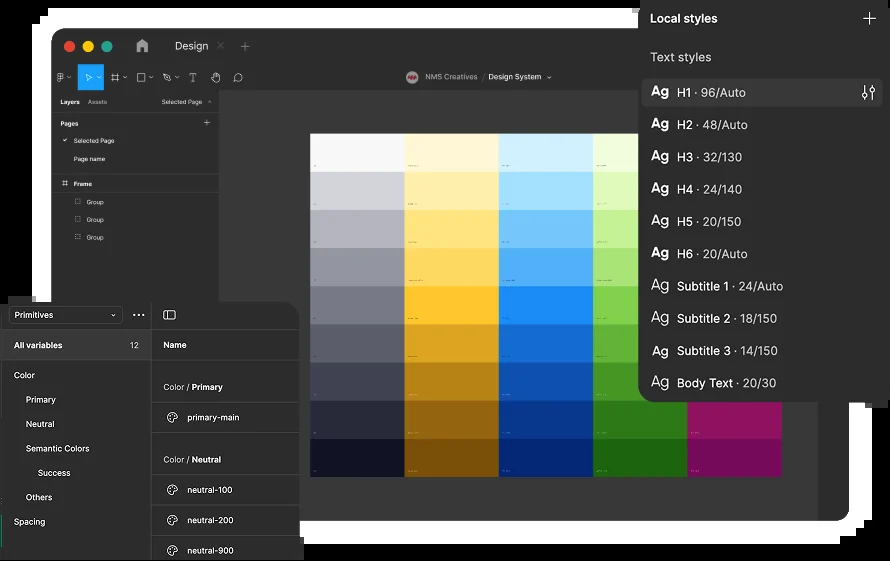 Design
NMS Creatives / Design System
Layers Assets Selected Page
Pages
Selected Page
Page name
Frame
Group
Group
Group
Local styles
Text styles
Ag H1 · 96/Auto
Ag H2 · 48/Auto
Ag H3 · 32/130
Ag H4 · 24/140
Ag H5 · 20/150
Ag H6 · 20/Auto
Ag Subtitle 1 · 24/Auto
Ag Subtitle 2 · 18/150
Ag Subtitle 3 · 14/150
Ag Body Text · 20/30
Primitives
All variables 12
Color
Primary
Neutral
Semantic Colors
Success
Others
Spacing
Name
Color / Primary
primary-main
Color / Neutral
neutral-100
neutral-200
neutral-900